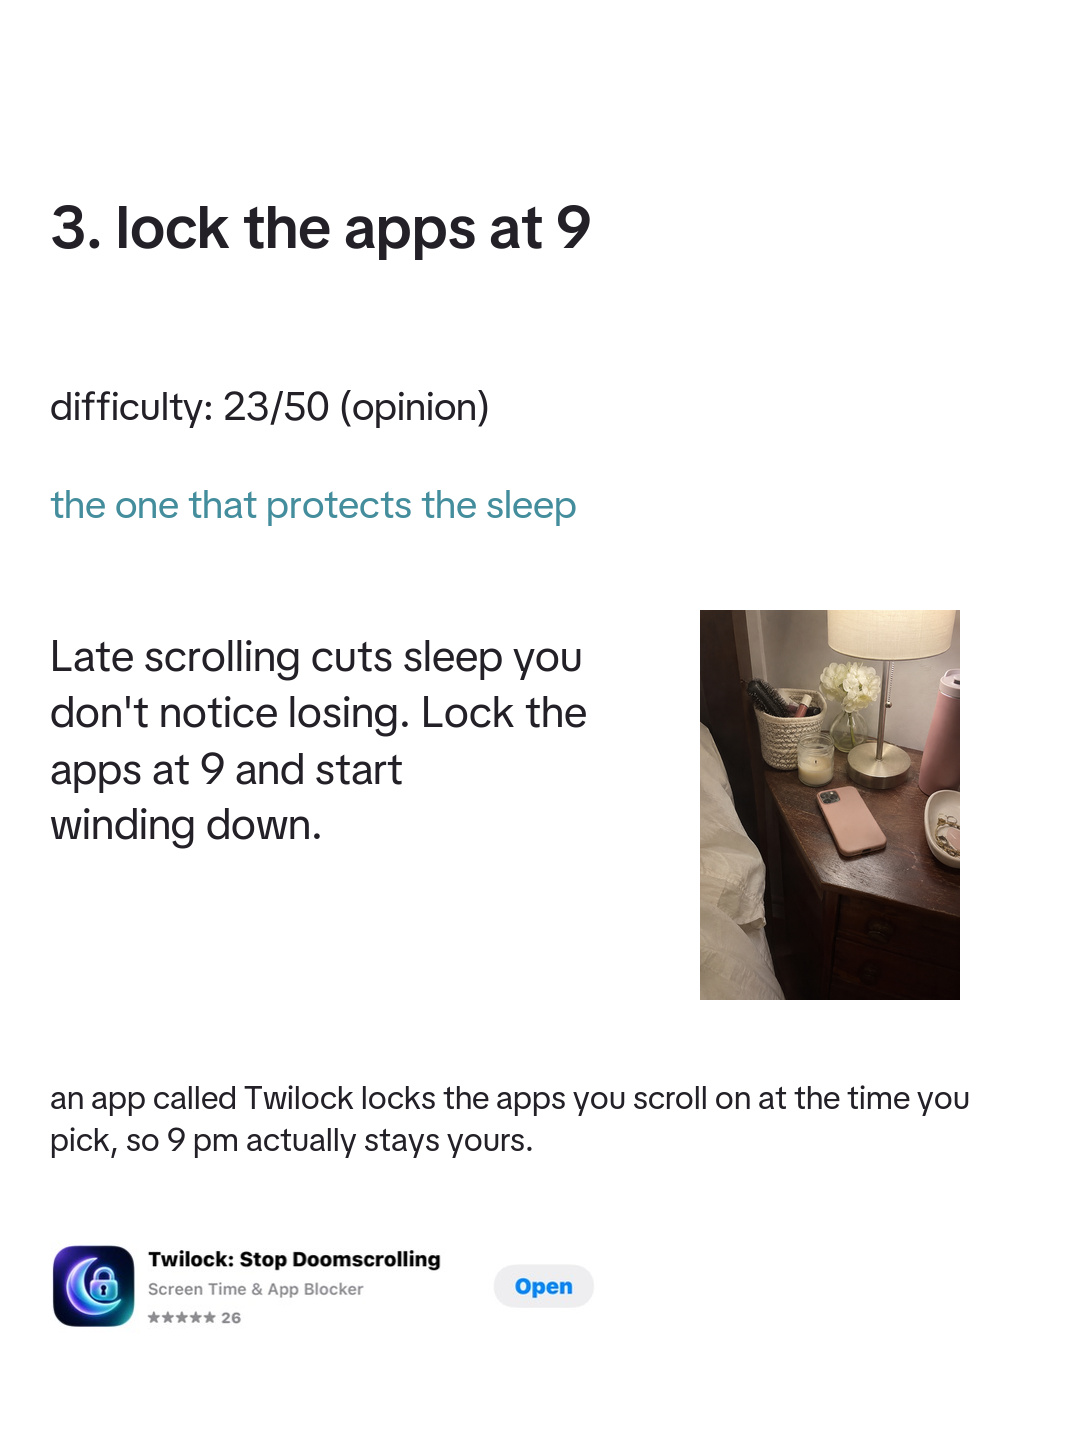 3. lock the apps at 9
difficulty: 23/50 (opinion)
the one that protects the sleep
Late scrolling cuts sleep you
don't notice losing. Lock the
apps at 9 and start
winding down.
an app called Twilock locks the apps you scroll on at the time you
pick, so 9 pm actually stays yours.
Twilock: Stop Doomscrolling
Screen Time & App Blocker
★★★★★ 26
Open